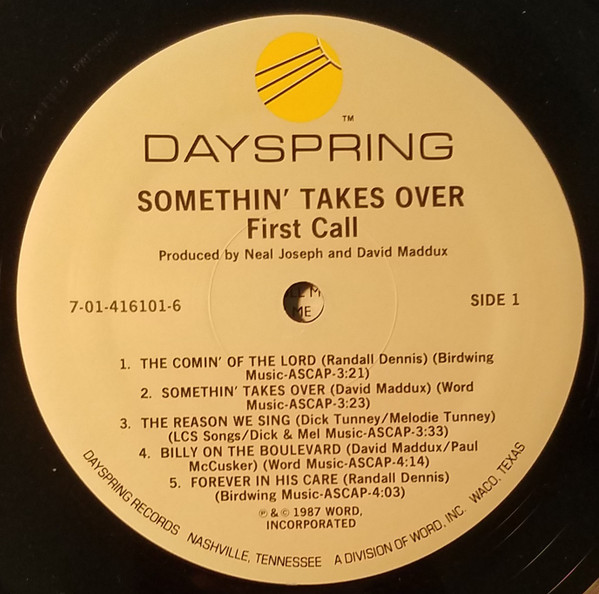 ™
DAYSPRING
SOMETHIN' TAKES OVER
First Call
Produced by Neal Joseph and David Maddux
7-01-416101-6
SIDE 1
ME
1. THE COMIN' OF THE LORD (Randall Dennis) (Birdwing
Music-ASCAP-3:21)
2. SOMETHIN' TAKES OVER (David Maddux) (Word
Music-ASCAP-3:23)
3. THE REASON WE SING (Dick Tunney/Melodie Tunney)
(LCS Songs/Dick & Mel Music-ASCAP-3:33)
4. BILLY ON THE BOULEVARD (David Maddux/Paul
McCusker) (Word Music-ASCAP-4:14)
5. FOREVER IN HIS CARE (Randall Dennis)
(Birdwing Music-ASCAP-4:03)
℗ & © 1987 WORD,
INCORPORATED
DAYSPRING RECORDS NASHVILLE, TENNESSEE A DIVISION OF WORD, INC. WACO, TEXAS